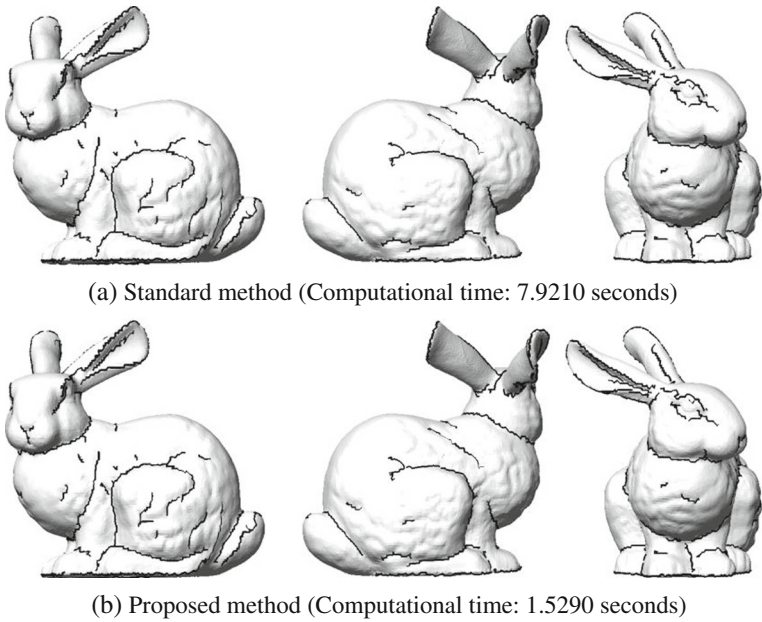 (a) Standard method (Computational time: 7.9210 seconds)
(b) Proposed method (Computational time: 1.5290 seconds)